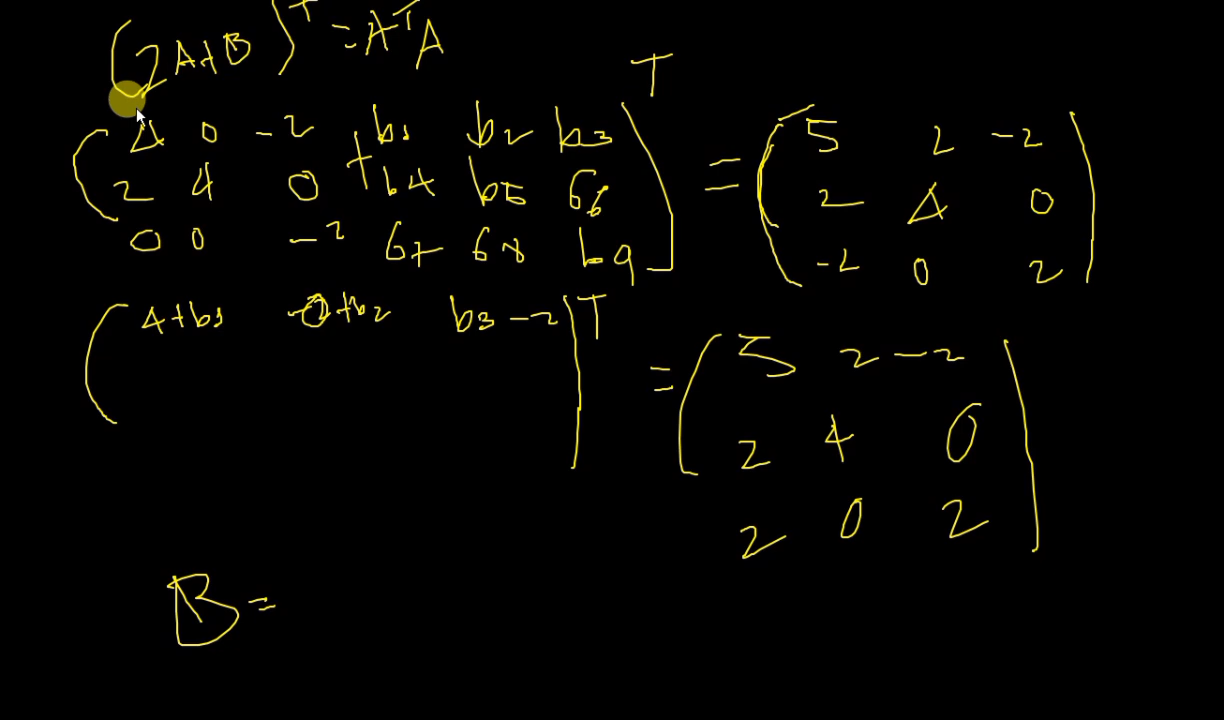 (2A+B)^T = A^T A
( 4 0 -2 + b1 b2 b3 )^T = ( 5 2 -2 )
2 4 0 b4 b5 b6 2 4 0
0 0 -2 b7 b8 b9 -2 0 2
( 4+b1 0+b2 b3-2 )^T = ( 5 2 -2 )
2 4 0
2 0 2
B =